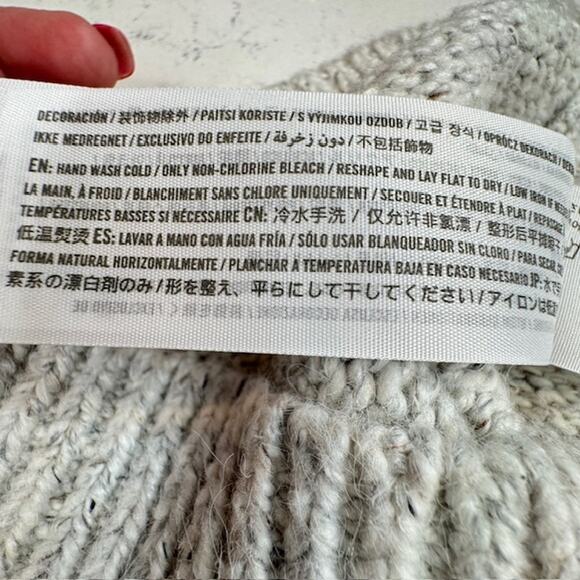 DECORACIÓN / 装饰物除外 / PAITSI KORISTE / S VÝJIMKOU OZDOB / 고급 장식 / OPRÓCZ DEKORACH
IKKE MEDREGNET / EXCLUSIVO DO ENFEITE / دون زخرفة / 不包括飾物
EN: HAND WASH COLD / ONLY NON-CHLORINE BLEACH / RESHAPE AND LAY FLAT TO DRY / LOW IRON IF
LA MAIN, À FROID / BLANCHIMENT SANS CHLORE UNIQUEMENT / SECOUER ET ÉTENDRE À PLAT / REPASSAGE
TEMPÉRATURES BASSES SI NÉCESSAIRE CN: 冷水手洗 / 仅允许非氯漂 / 整形后平摊
低温熨烫 ES: LAVAR A MANO CON AGUA FRÍA / SÓLO USAR BLANQUEADOR SIN CLORO / PARA SECAR,
FORMA NATURAL HORIZONTALMENTE / PLANCHAR A TEMPERATURA BAJA EN CASO NECESARIO JP: 水で
素系の漂白剤のみ / 形を整え、平らにして干してください / アイロンは